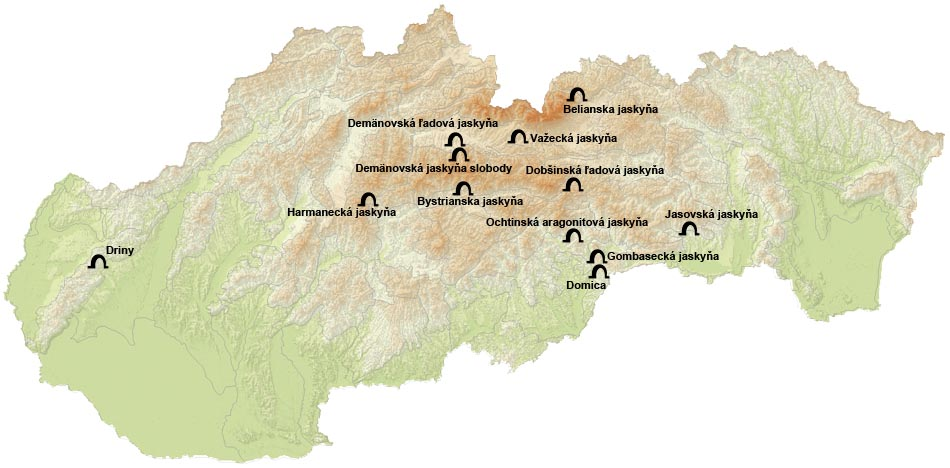 Belianska jaskyňa
Demänovská ľadová jaskyňa
Važecká jaskyňa
Demänovská jaskyňa slobody
Dobšinská ľadová jaskyňa
Bystrianska jaskyňa
Harmanecká jaskyňa
Ochtinská aragonitová jaskyňa
Jasovská jaskyňa
Driny
Gombasecká jaskyňa
Domica